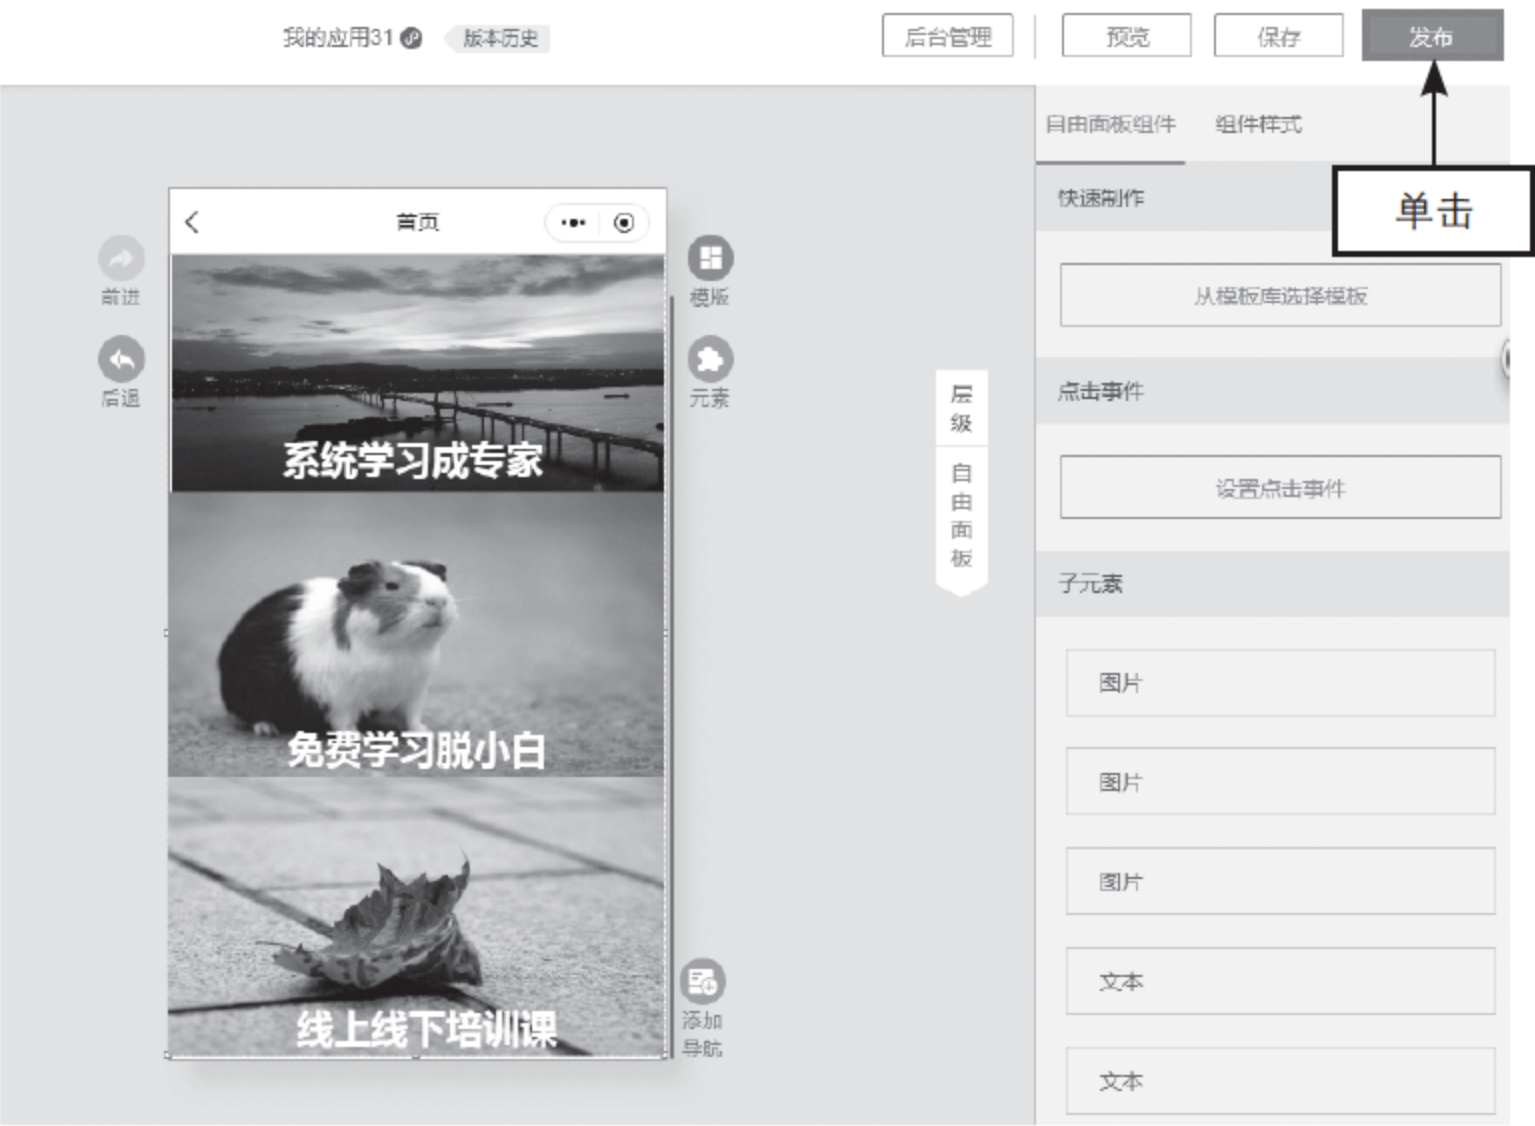 我的应用31
版本历史
后台管理
预览
保存
发布
自由面板组件
组件样式
单击
快速制作
从模板库选择模板
点击事件
设置点击事件
子元素
图片
图片
图片
文本
文本
首页
前进
后退
模版
元素
层级
自由面板
系统学习成专家
免费学习脱小白
线上线下培训课
添加
导航